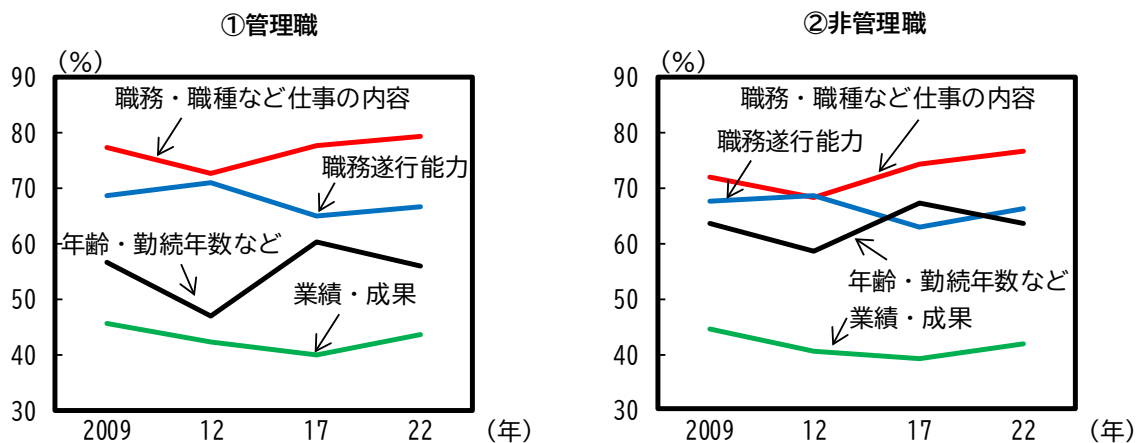 ①管理職
(%)
90
80
70
60
50
40
30
職務・職種など仕事の内容
職務遂行能力
年齢・勤続年数など
業績・成果
2009 12 17 22 (年)
②非管理職
(%)
90
80
70
60
50
40
30
職務・職種など仕事の内容
職務遂行能力
年齢・勤続年数など
業績・成果
2009 12 17 22 (年)